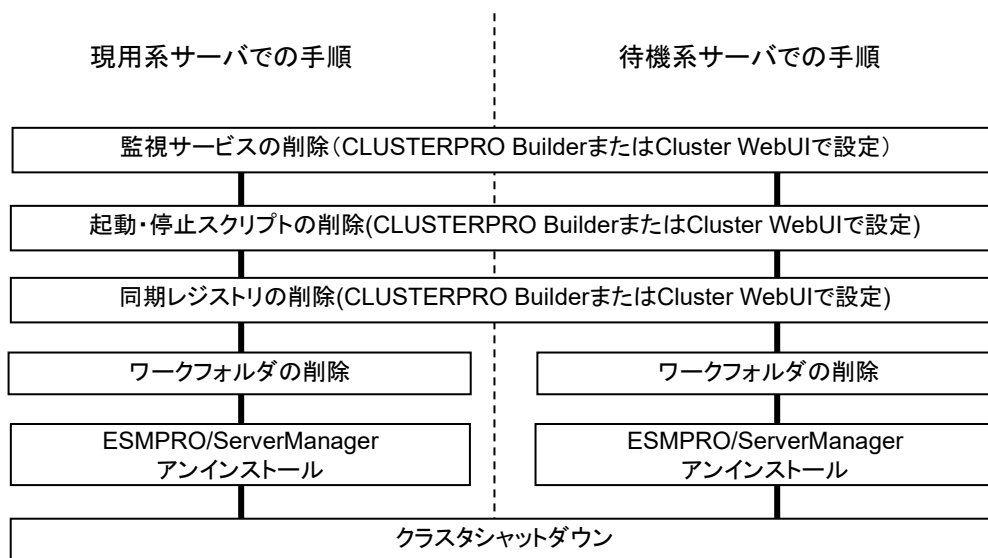 現用系サーバでの手順
待機系サーバでの手順
監視サービスの削除（CLUSTERPRO BuilderまたはCluster WebUIで設定）
起動・停止スクリプトの削除(CLUSTERPRO BuilderまたはCluster WebUIで設定)
同期レジストリの削除(CLUSTERPRO BuilderまたはCluster WebUIで設定)
ワークフォルダの削除
ワークフォルダの削除
ESMPRO/ServerManager
アンインストール
ESMPRO/ServerManager
アンインストール
クラスタシャットダウン